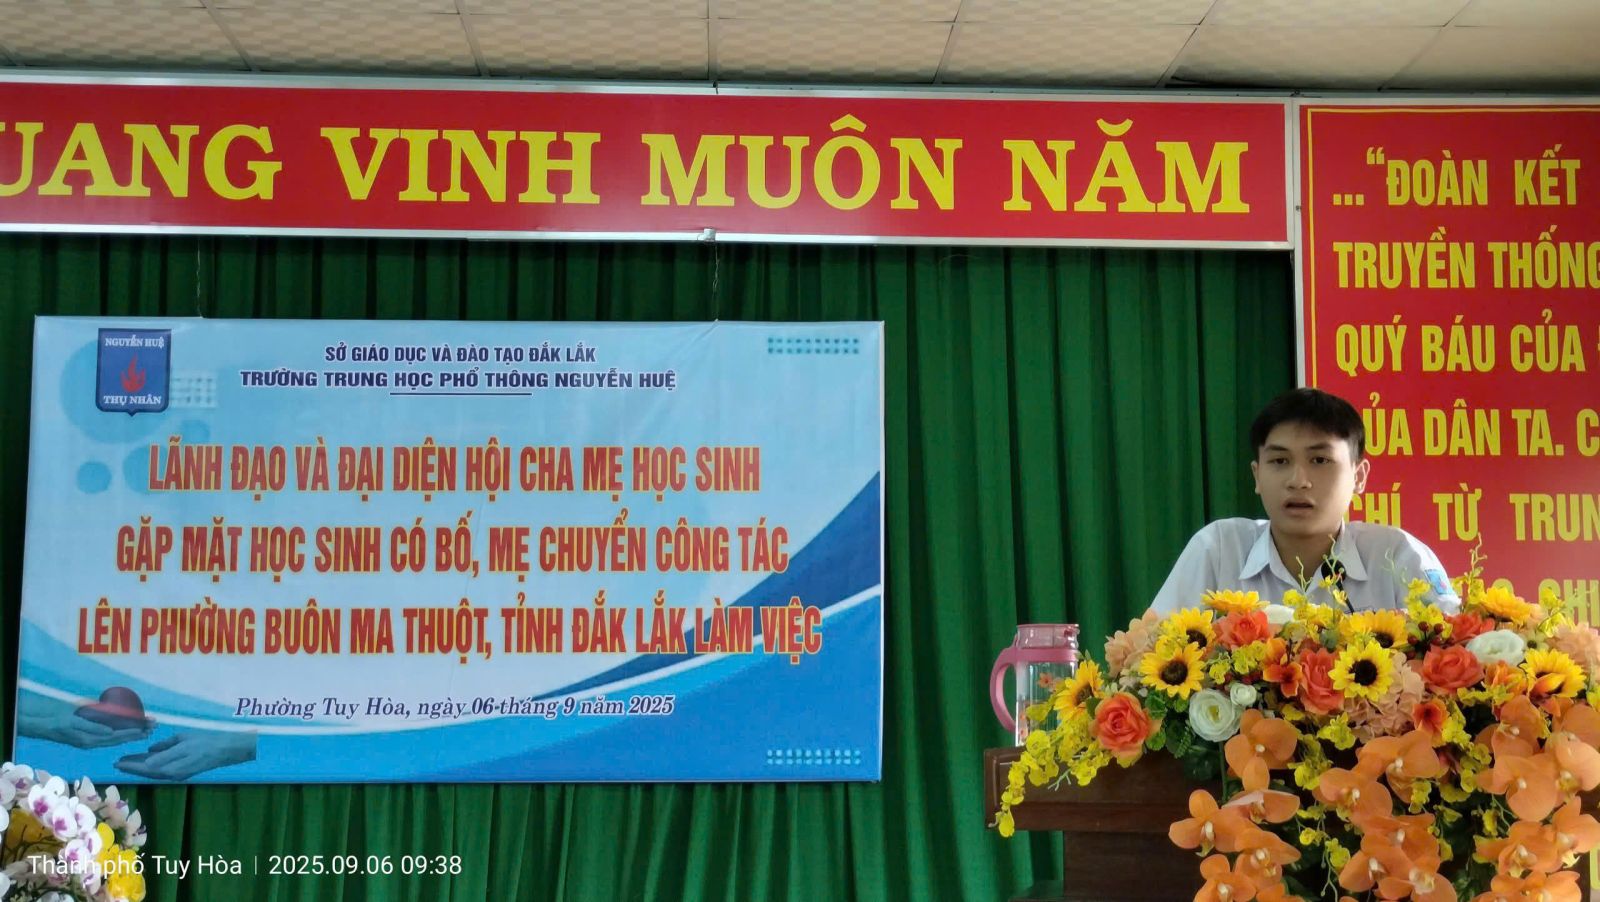 QUANG VINH MUÔN NĂM
..."ĐOÀN KẾT
TRUYỀN THỐNG
QUÝ BÁU CỦA
CỦA DÂN TA. C
CHÍ TỪ TRUN
NGUYỄN HUỆ
THỤ NHÂN
SỞ GIÁO DỤC VÀ ĐÀO TẠO ĐẮK LẮK
TRƯỜNG TRUNG HỌC PHỔ THÔNG NGUYỄN HUỆ
LÃNH ĐẠO VÀ ĐẠI DIỆN HỘI CHA MẸ HỌC SINH
GẶP MẶT HỌC SINH CÓ BỐ, MẸ CHUYỂN CÔNG TÁC
LÊN PHƯỜNG BUÔN MA THUỘT, TỈNH ĐẮK LẮK LÀM VIỆC
Phường Tuy Hòa, ngày 06 tháng 9 năm 2025
Thành phố Tuy Hòa | 2025.09.06 09:38